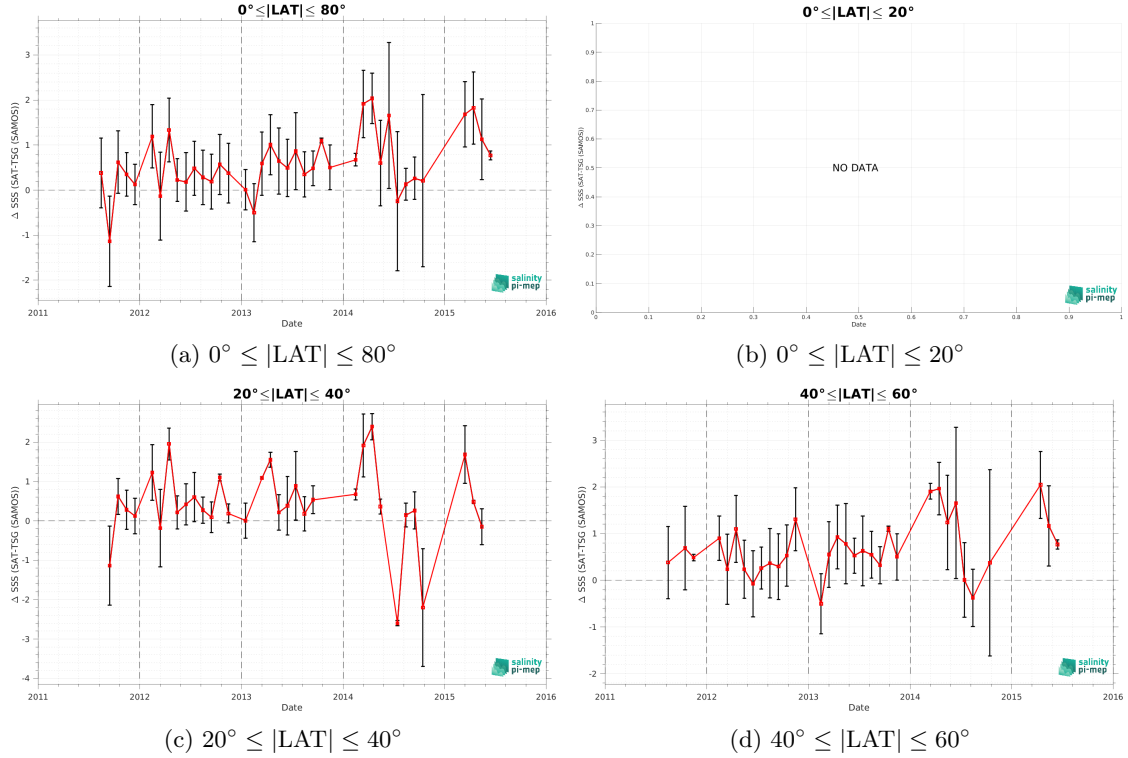 0°≤|LAT|≤ 80°
Δ SSS (SAT-TSG (SAMOS))
3
2
1
0
-1
-2
2011
2012
2013
2014
2015
2016
Date
salinity
pi-mep
(a) 0° ≤ |LAT| ≤ 80°
0°≤|LAT|≤ 20°
Δ SSS (SAT-TSG (SAMOS))
1
0.9
0.8
0.7
0.6
0.5
0.4
0.3
0.2
0.1
0
NO DATA
0
0.1
0.2
0.3
0.4
0.5
0.6
0.7
0.8
0.9
1
Date
salinity
pi-mep
(b) 0° ≤ |LAT| ≤ 20°
20°≤|LAT|≤ 40°
Δ SSS (SAT-TSG (SAMOS))
2
1
0
-1
-2
-3
-4
2011
2012
2013
2014
2015
2016
Date
salinity
pi-mep
(c) 20° ≤ |LAT| ≤ 40°
40°≤|LAT|≤ 60°
Δ SSS (SAT-TSG (SAMOS))
3
2
1
0
-1
-2
2011
2012
2013
2014
2015
2016
Date
salinity
pi-mep
(d) 40° ≤ |LAT| ≤ 60°